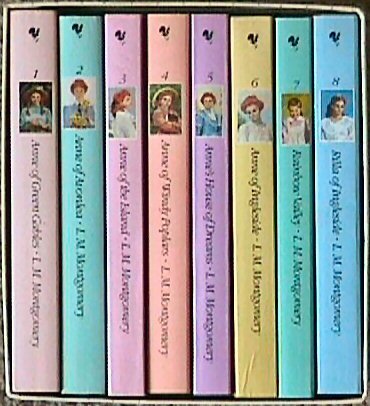 1
Anne of Green Gables • L. M. Montgomery
2
Anne of Avonlea • L. M. Montgomery
3
Anne of the Island • L. M. Montgomery
4
Anne of Windy Poplars • L. M. Montgomery
5
Anne's House of Dreams • L. M. Montgomery
6
Anne of Ingleside • L. M. Montgomery
7
Rainbow Valley • L. M. Montgomery
8
Rilla of Ingleside • L. M. Montgomery